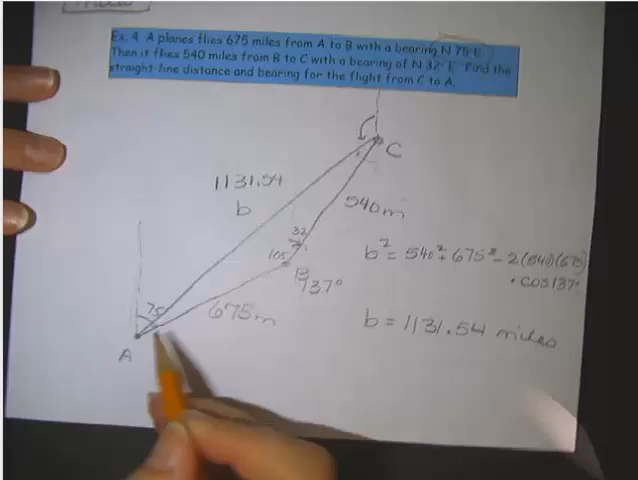 Ex. 4 A planes flies 675 miles from A to B with a bearing N 75°E.
Then it flies 540 miles from B to C with a bearing of N 32° E. Find the
straight-line distance and bearing for the flight from C to A.
C
1131.54
b
540m
32
105
B
137°
b² = 540² + 675² - 2(540)(675)
· cos137°
75
675m
b = 1131.54 miles
A